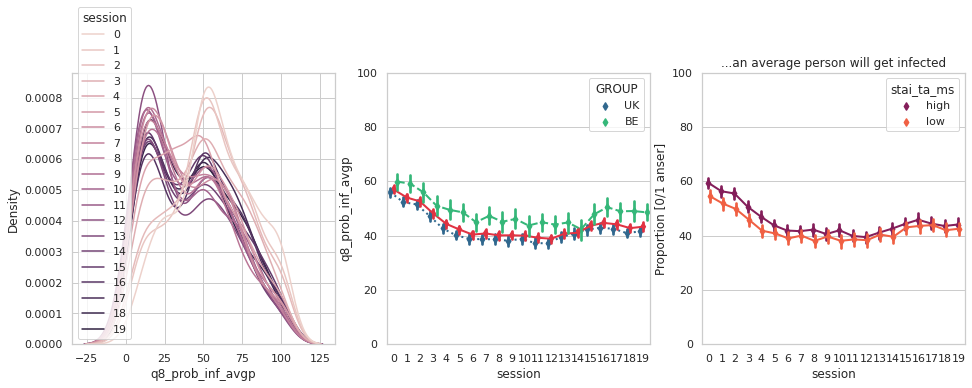 session
0
1
2
3
4
5
6
7
8
9
10
11
12
13
14
15
16
17
18
19
0.0008
0.0007
0.0006
0.0005
0.0004
0.0003
0.0002
0.0001
0.0000
Density
−25 0 25 50 75 100 125
q8_prob_inf_avgp
100
80
60
40
20
0
q8_prob_inf_avgp
GROUP
UK
BE
0 1 2 3 4 5 6 7 8 9 10 11 12 13 14 15 16 17 18 19
session
...an average person will get infected
100
80
60
40
20
0
Proportion [0/1 anser]
stai_ta_ms
high
low
0 1 2 3 4 5 6 7 8 9 10 11 12 13 14 15 16 17 18 19
session